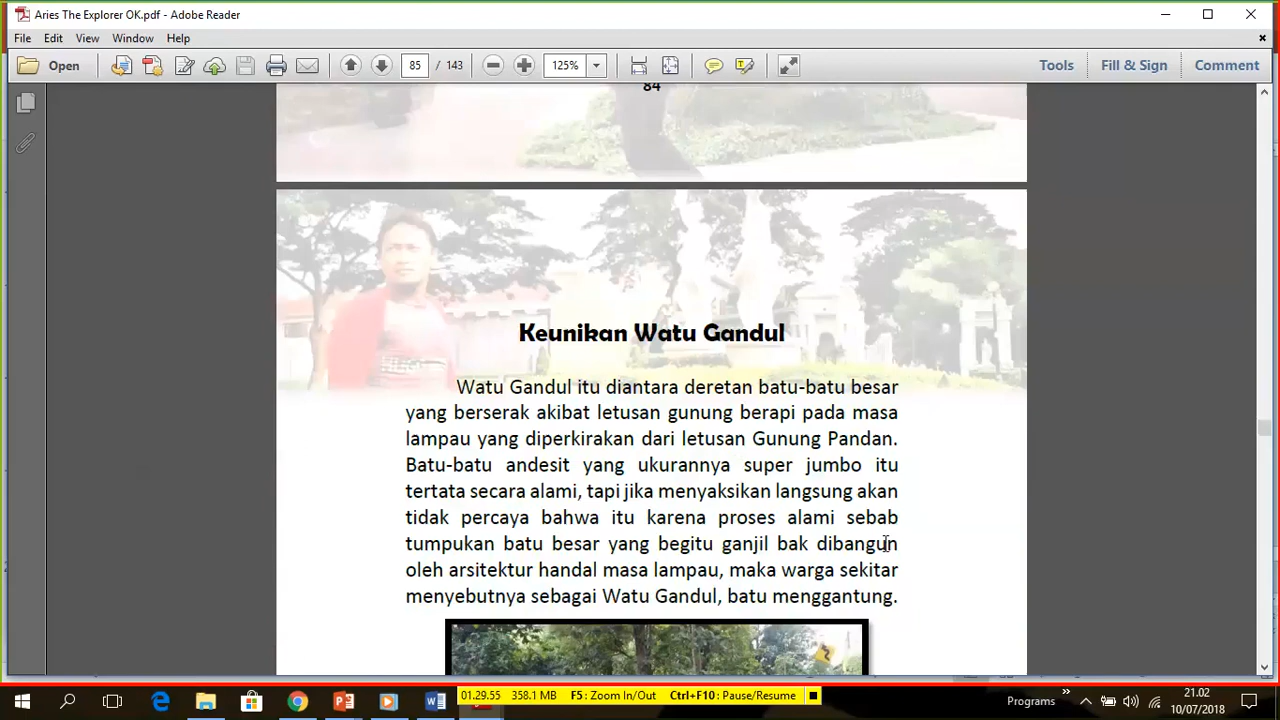 Aries The Explorer OK.pdf - Adobe Reader
File Edit View Window Help
Open 85 / 143 125% Tools Fill & Sign Comment
84
Keunikan Watu Gandul
Watu Gandul itu diantara deretan batu-batu besar
yang berserak akibat letusan gunung berapi pada masa
lampau yang diperkirakan dari letusan Gunung Pandan.
Batu-batu andesit yang ukurannya super jumbo itu
tertata secara alami, tapi jika menyaksikan langsung akan
tidak percaya bahwa itu karena proses alami sebab
tumpukan batu besar yang begitu ganjil bak dibangun
oleh arsitektur handal masa lampau, maka warga sekitar
menyebutnya sebagai Watu Gandul, batu menggantung.
01.29.55 358.1 MB F5: Zoom In/Out Ctrl+F10: Pause/Resume
Programs
21.02
10/07/2018